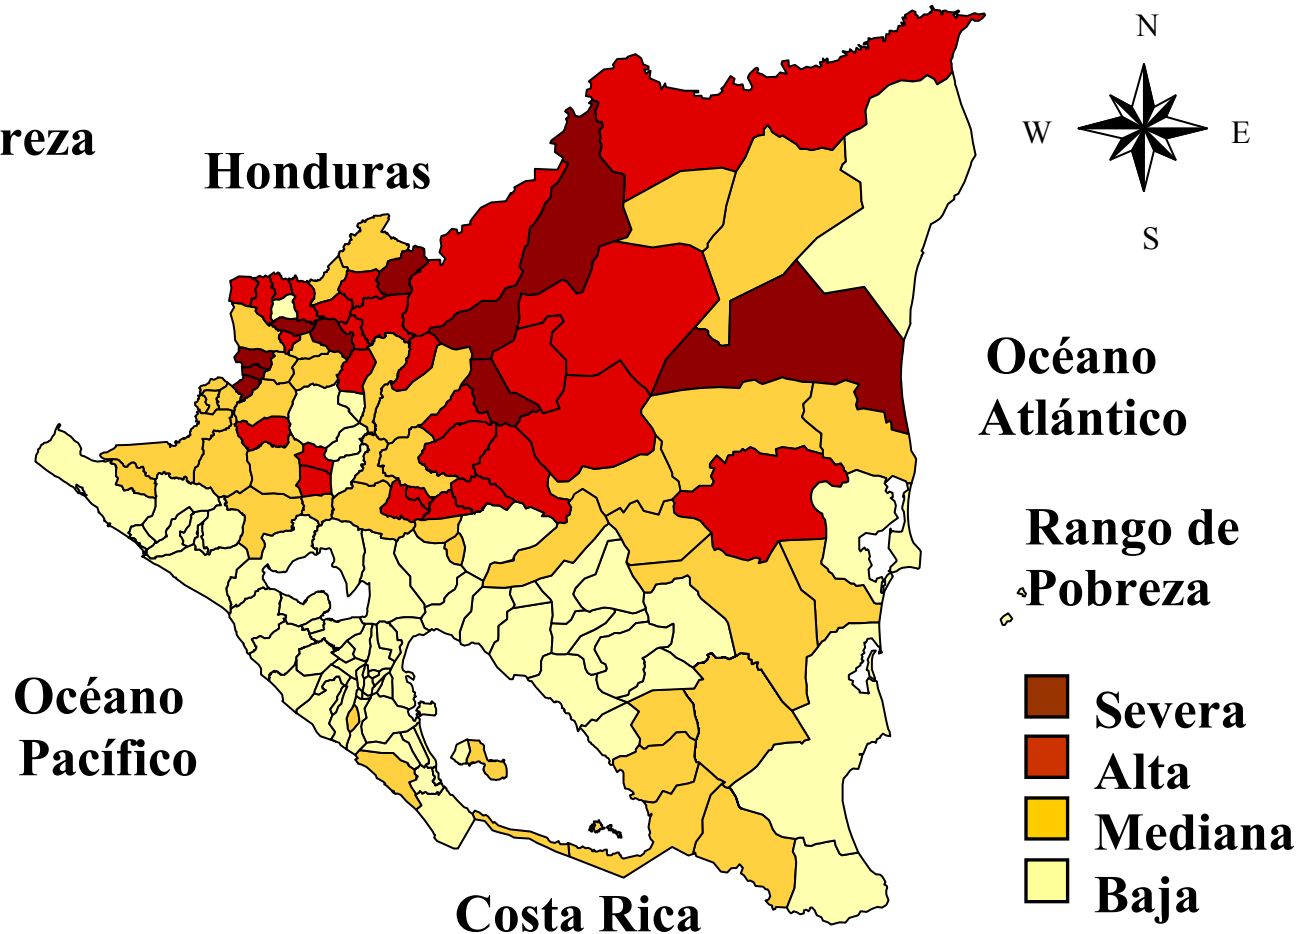 reza
Honduras
N
W
E
S
Océano
Atlántico
Rango de
Pobreza
Océano
Pacífico
Severa
Alta
Mediana
Baja
Costa Rica